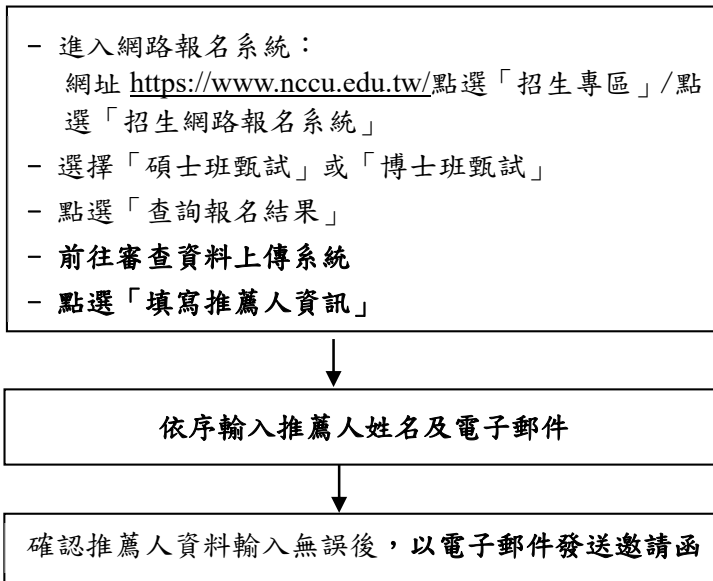 - 進入網路報名系統：
網址 https://www.nccu.edu.tw/點選「招生專區」/點
選「招生網路報名系統」
- 選擇「碩士班甄試」或「博士班甄試」
- 點選「查詢報名結果」
- 前往審查資料上傳系統
- 點選「填寫推薦人資訊」
依序輸入推薦人姓名及電子郵件
確認推薦人資料輸入無誤後，以電子郵件發送邀請函